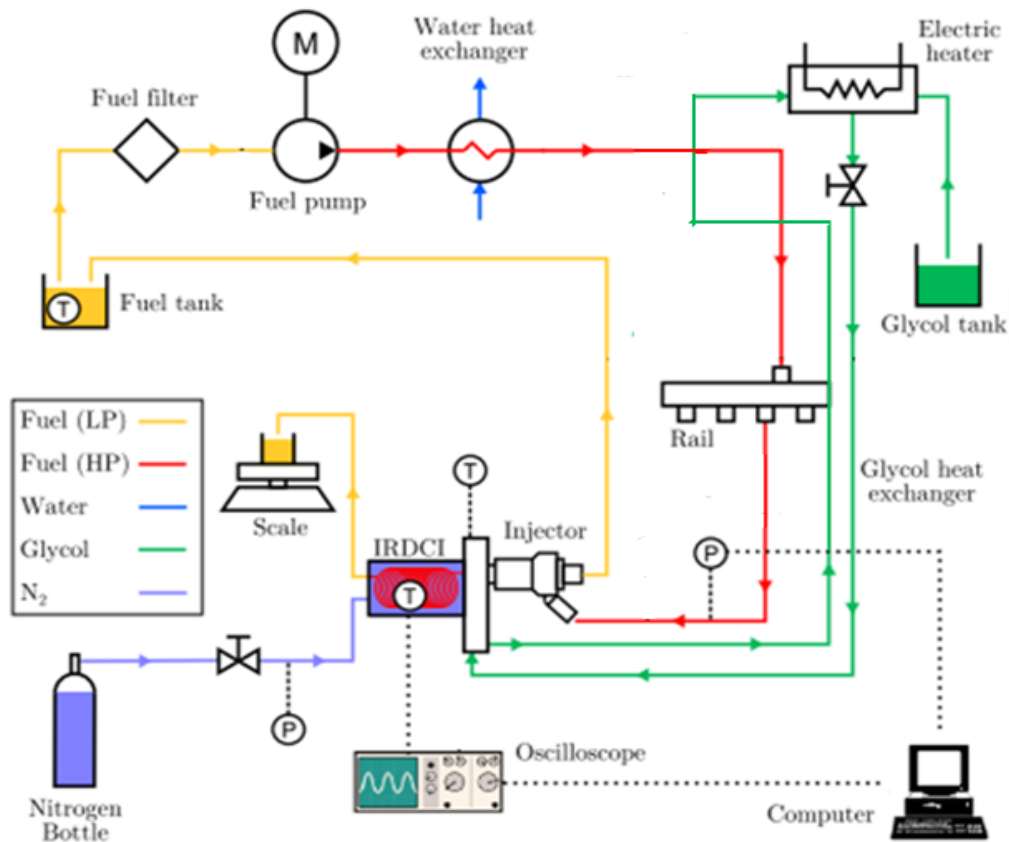 M
Water heat
exchanger
Electric
heater
Fuel filter
Fuel pump
T
Fuel tank
Glycol tank
Fuel (LP)
Fuel (HP)
Water
Glycol
N₂
Rail
Glycol heat
exchanger
T
Scale
Injector
IRDCI
T
P
P
Oscilloscope
Nitrogen
Bottle
Computer